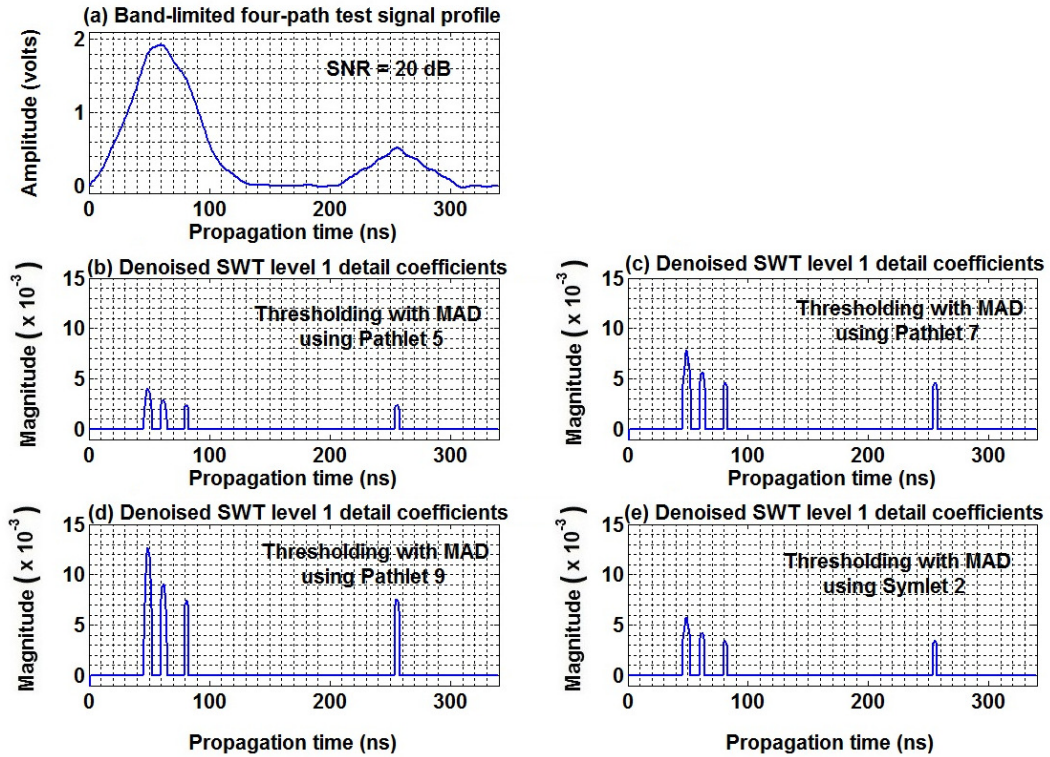 (a) Band-limited four-path test signal profile
Amplitude (volts)
2
1
0
SNR = 20 dB
0 100 200 300
Propagation time (ns)
(b) Denoised SWT level 1 detail coefficients
Magnitude ( x 10-3 )
15
10
5
0
Thresholding with MAD
using Pathlet 5
0 100 200 300
Propagation time (ns)
(c) Denoised SWT level 1 detail coefficients
Magnitude ( x 10-3 )
15
10
5
0
Thresholding with MAD
using Pathlet 7
0 100 200 300
Propagation time (ns)
(d) Denoised SWT level 1 detail coefficients
Magnitude ( x 10-3 )
15
10
5
0
Thresholding with MAD
using Pathlet 9
0 100 200 300
Propagation time (ns)
(e) Denoised SWT level 1 detail coefficients
Magnitude ( x 10-3 )
15
10
5
0
Thresholding with MAD
using Symlet 2
0 100 200 300
Propagation time (ns)